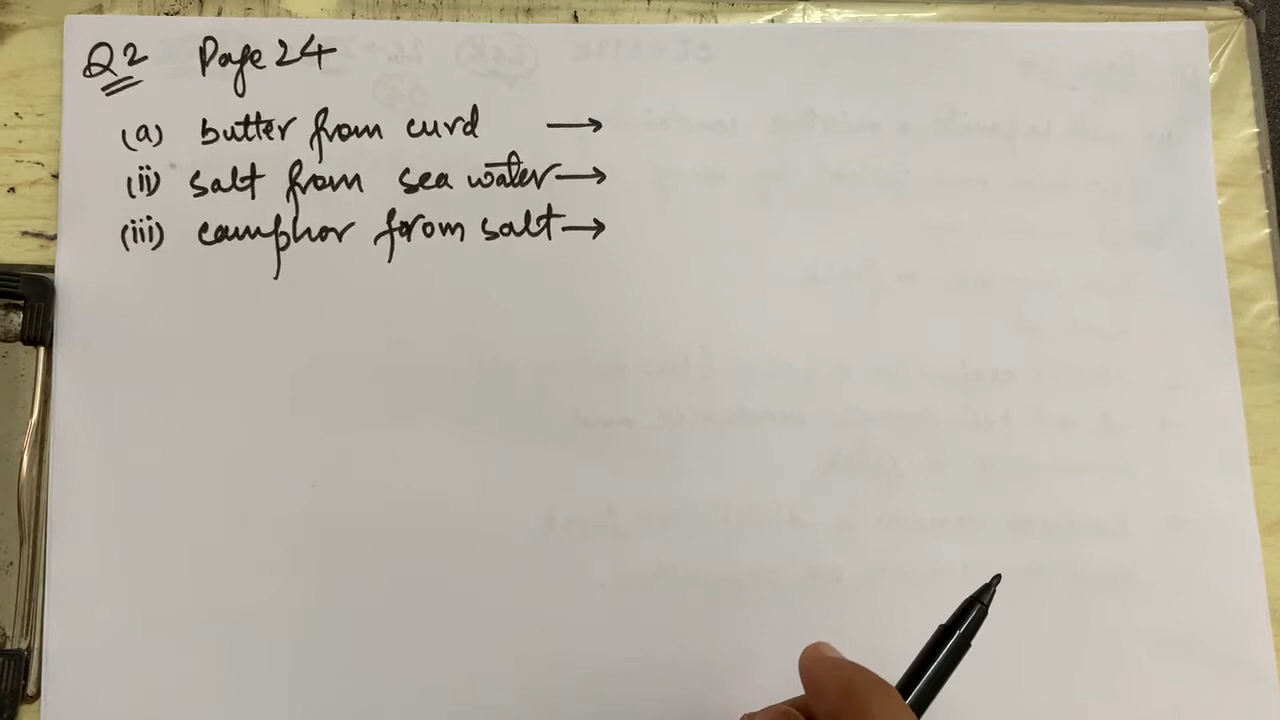 Q2 Page 24
(a) butter from curd →
(ii) salt from sea water →
(iii) camphor from salt →